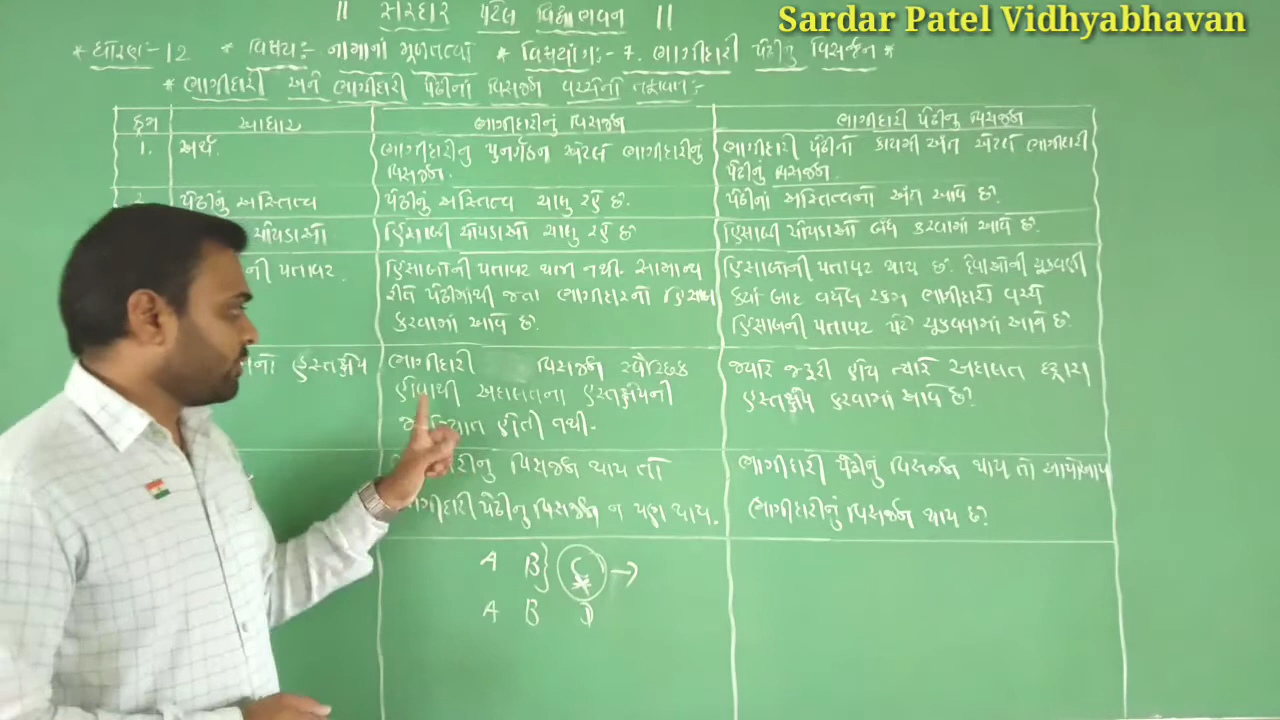 Sardar Patel Vidhyabhavan
|| સરદાર પટેલ વિદ્યાભવન ||
* ધોરણ:- 12 * વિષય:- નામાનાં મૂળતત્ત્વો * વિષયાંગ:- 7. ભાગીદારી પેઢીનું વિસર્જન *
* ભાગીદારી અને ભાગીદારી પેઢીનાં વિસર્જન વચ્ચેનો તફાવત:-
ક્રમ આધાર ભાગીદારીનું વિસર્જન ભાગીદારી પેઢીનું વિસર્જન
1. અર્થ. ભાગીદારીનુ પુનર્ગઠન એટલે ભાગીદારીનું ભાગીદારી પેઢીનો કાયમી અંત એટલે ભાગીદારી
વિસર્જન. પેઢીનું વિસર્જન.
2. પેઢીનું અસ્તિત્વ પેઢીનું અસ્તિત્વ ચાલુ રહે છે. પેઢીનાં અસ્તિત્વનો અંત આવે છે.
ચોપડાઓ હિસાબી ચોપડાઓ ચાલુ રહે છે હિસાબી ચોપડાઓ બંધ કરવામાં આવે છે.
ની પતાવટ. હિસાબોની પતાવટ થતી નથી. સામાન્ય હિસાબોની પતાવટ થાય છે. દેવાઓની ચૂકવણી
રીતે પેઢીમાંથી જતા ભાગીદારનો હિસાબ કર્યા બાદ વધેલ રકમ ભાગીદારો વચ્ચે
કરવામાં આવે છે. હિસાબની પતાવટ પેટે ચૂકવવામાં આવે છે.
નો હસ્તક્ષેપ ભાગીદારી વિસર્જન સ્વૈચ્છિક જ્યારે જરૂરી હોય ત્યારે અદાલત દ્વારા
હોવાથી અદાલતના હસ્તક્ષેપની હસ્તક્ષેપ કરવામાં આવે છે.
હોતી નથી.
વિસર્જન થાય તો ભાગીદારી પેઢીનું વિસર્જન થાય તો આપોઆપ
ભાગીદારી પેઢીનુ વિસર્જન ન પણ થાય. ભાગીદારીનું વિસર્જન થાય છે.
A B } C →
A B D